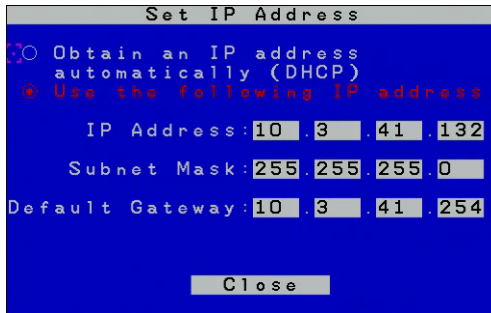 Set IP Address
Obtain an IP address
automatically (DHCP)
Use the following IP address
IP Address:10 .3 .41 .132
Subnet Mask:255.255.255.0
Default Gateway:10 .3 .41 .254
Close